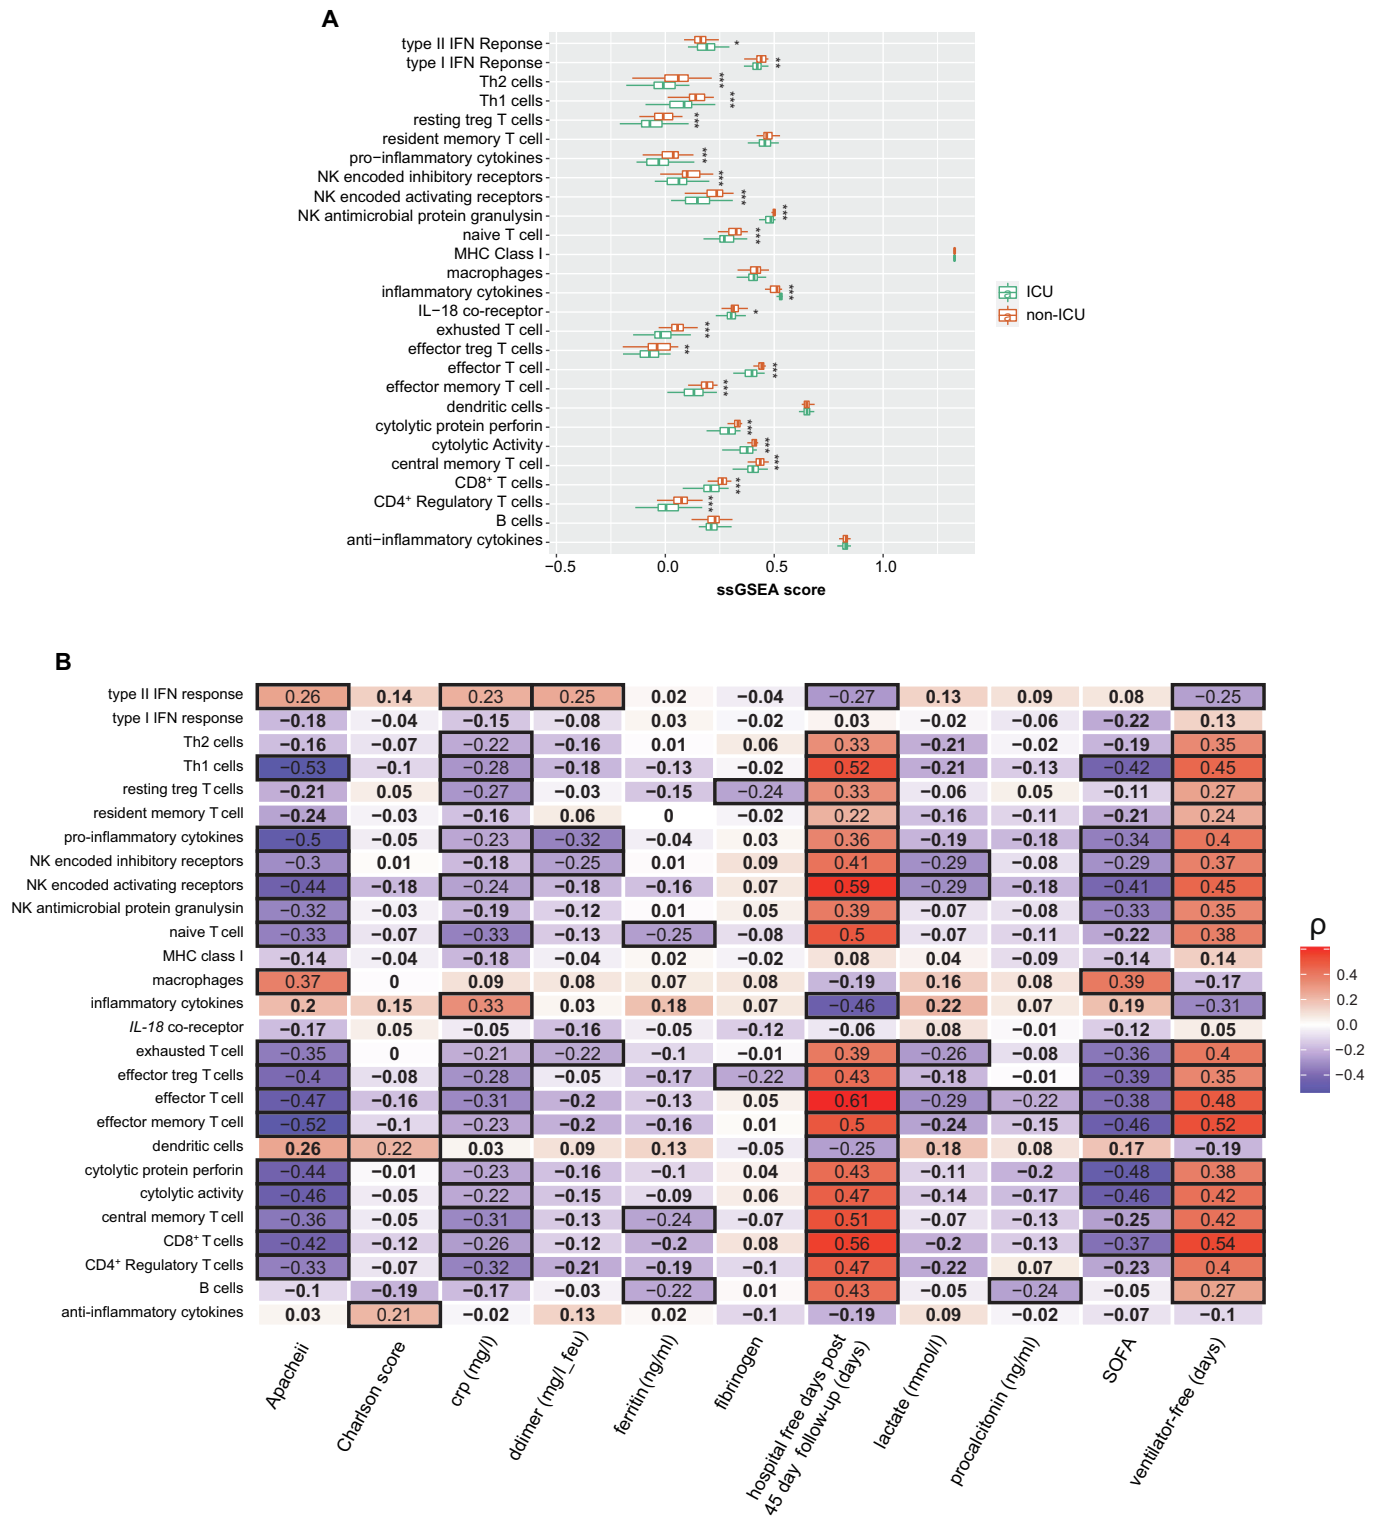 A
type II IFN Reponse *
type I IFN Reponse **
Th2 cells ***
Th1 cells ***
resting treg T cells ***
resident memory T cell
pro−inflammatory cytokines ***
NK encoded inhibitory receptors ***
NK encoded activating receptors ***
NK antimicrobial protein granulysin ***
naive T cell ***
MHC Class I
macrophages
inflammatory cytokines ***
IL−18 co-receptor *
exhusted T cell ***
effector treg T cells **
effector T cell ***
effector memory T cell ***
dendritic cells
cytolytic protein perforin ***
cytolytic Activity ***
central memory T cell ***
CD8⁺ T cells ***
CD4⁺ Regulatory T cells ***
B cells
anti−inflammatory cytokines
−0.5 0.0 0.5 1.0
ssGSEA score
a ICU
a non-ICU
B
type II IFN response 0.26 0.14 0.23 0.25 0.02 −0.04 −0.27 0.13 0.09 0.08 −0.25
type I IFN response −0.18 −0.04 −0.15 −0.08 0.03 −0.02 0.03 −0.02 −0.06 −0.22 0.13
Th2 cells −0.16 −0.07 −0.22 −0.16 0.01 0.06 0.33 −0.21 −0.02 −0.19 0.35
Th1 cells −0.53 −0.1 −0.28 −0.18 −0.13 −0.02 0.52 −0.21 −0.13 −0.42 0.45
resting treg T cells −0.21 0.05 −0.27 −0.03 −0.15 −0.24 0.33 −0.06 0.05 −0.11 0.27
resident memory T cell −0.24 −0.03 −0.16 0.06 0 −0.02 0.22 −0.16 −0.11 −0.21 0.24
pro-inflammatory cytokines −0.5 −0.05 −0.23 −0.32 −0.04 0.03 0.36 −0.19 −0.18 −0.34 0.4
NK encoded inhibitory receptors −0.3 0.01 −0.18 −0.25 0.01 0.09 0.41 −0.29 −0.08 −0.29 0.37
NK encoded activating receptors −0.44 −0.18 −0.24 −0.18 −0.16 0.07 0.59 −0.29 −0.18 −0.41 0.45
NK antimicrobial protein granulysin −0.32 −0.03 −0.19 −0.12 0.01 0.05 0.39 −0.07 −0.08 −0.33 0.35
naive T cell −0.33 −0.07 −0.33 −0.13 −0.25 −0.08 0.5 −0.07 −0.11 −0.22 0.38
MHC class I −0.14 −0.04 −0.18 −0.04 0.02 −0.02 0.08 0.04 −0.09 −0.14 0.14
macrophages 0.37 0 0.09 0.08 0.07 0.08 −0.19 0.16 0.08 0.39 −0.17
inflammatory cytokines 0.2 0.15 0.33 0.03 0.18 0.07 −0.46 0.22 0.07 0.19 −0.31
IL-18 co-receptor −0.17 0.05 −0.05 −0.16 −0.05 −0.12 −0.06 0.08 −0.01 −0.12 0.05
exhausted T cell −0.35 0 −0.21 −0.22 −0.1 −0.01 0.39 −0.26 −0.08 −0.36 0.4
effector treg T cells −0.4 −0.08 −0.28 −0.05 −0.17 −0.22 0.43 −0.18 −0.01 −0.39 0.35
effector T cell −0.47 −0.16 −0.31 −0.2 −0.13 0.05 0.61 −0.29 −0.22 −0.38 0.48
effector memory T cell −0.52 −0.1 −0.23 −0.2 −0.16 0.01 0.5 −0.24 −0.15 −0.46 0.52
dendritic cells 0.26 0.22 0.03 0.09 0.13 −0.05 −0.25 0.18 0.08 0.17 −0.19
cytolytic protein perforin −0.44 −0.01 −0.23 −0.16 −0.1 0.04 0.43 −0.11 −0.2 −0.48 0.38
cytolytic activity −0.46 −0.05 −0.22 −0.15 −0.09 0.06 0.47 −0.14 −0.17 −0.46 0.42
central memory T cell −0.36 −0.05 −0.31 −0.13 −0.24 −0.07 0.51 −0.07 −0.13 −0.25 0.42
CD8⁺ T cells −0.42 −0.12 −0.26 −0.12 −0.2 0.08 0.56 −0.2 −0.13 −0.37 0.54
CD4⁺ Regulatory T cells −0.33 −0.07 −0.32 −0.21 −0.19 −0.1 0.47 −0.22 0.07 −0.23 0.4
B cells −0.1 −0.19 −0.17 −0.03 −0.22 0.01 0.43 −0.05 −0.24 −0.05 0.27
anti-inflammatory cytokines 0.03 0.21 −0.02 0.13 0.02 −0.1 −0.19 0.09 −0.02 −0.07 −0.1
Apacheii
Charlson score
crp (mg/l)
ddimer (mg/l_feu)
ferritin (ng/ml)
fibrinogen
hospital free days post
45 day follow-up (days)
lactate (mmol/l)
procalcitonin (ng/ml)
SOFA
ventilator-free (days)
ρ
0.4
0.2
0.0
−0.2
−0.4